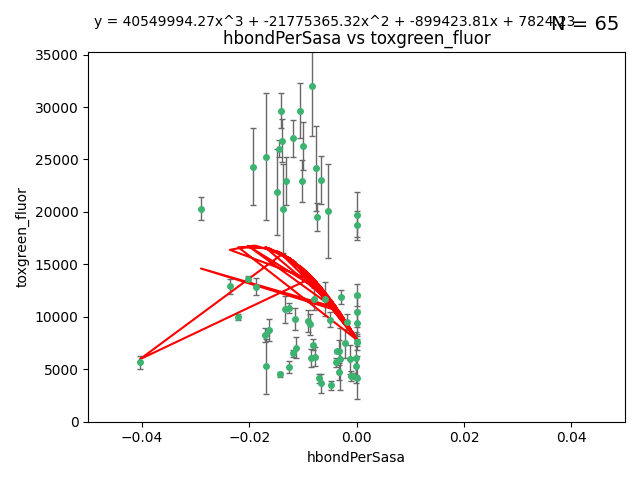 y = 40549994.27x^3 + -21775365.32x^2 + -899423.81x + 7824.23
N = 65
hbondPerSasa vs toxgreen_fluor
35000
30000
25000
20000
15000
10000
5000
0
toxgreen_fluor
−0.04
−0.02
0.00
0.02
0.04
hbondPerSasa